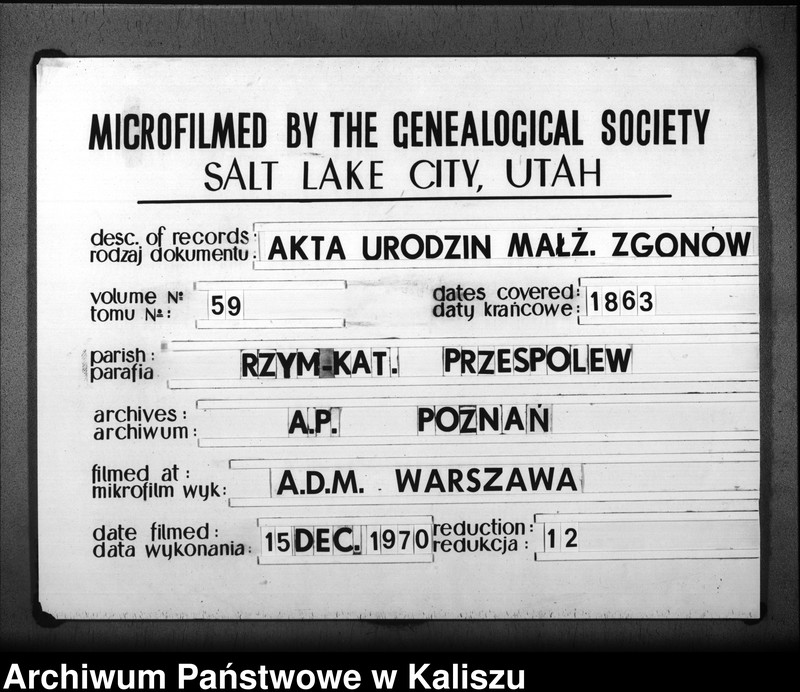 MICROFILMED BY THE GENEALOGICAL SOCIETY
SALT LAKE CITY, UTAH
desc. of records: AKTA URODZIN MAŁŻ. ZGONÓW
rodzaj dokumentu:
volume Nº 59 dates covered: 1863
tomu Nº: daty krańcowe:
parish: RZYM-KAT. PRZESPOLEW
parafia
archives: A.P. POZNAŃ
archiwum:
filmed at: A.D.M. WARSZAWA
mikrofilm wyk:
date filmed: 15 DEC. 1970 reduction: 12
data wykonania: redukcja:
Archiwum Państwowe w Kaliszu